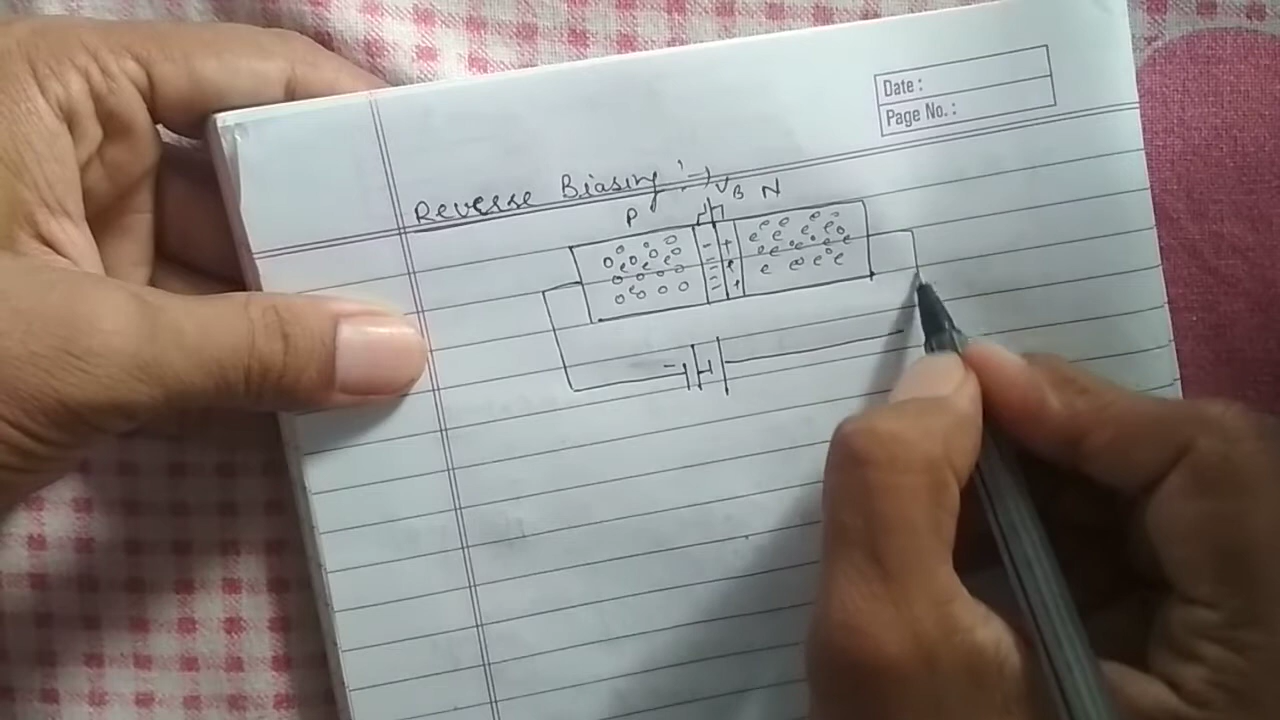 Date :
Page No. :
Reverse Biasing :→
P VB N
- +
-